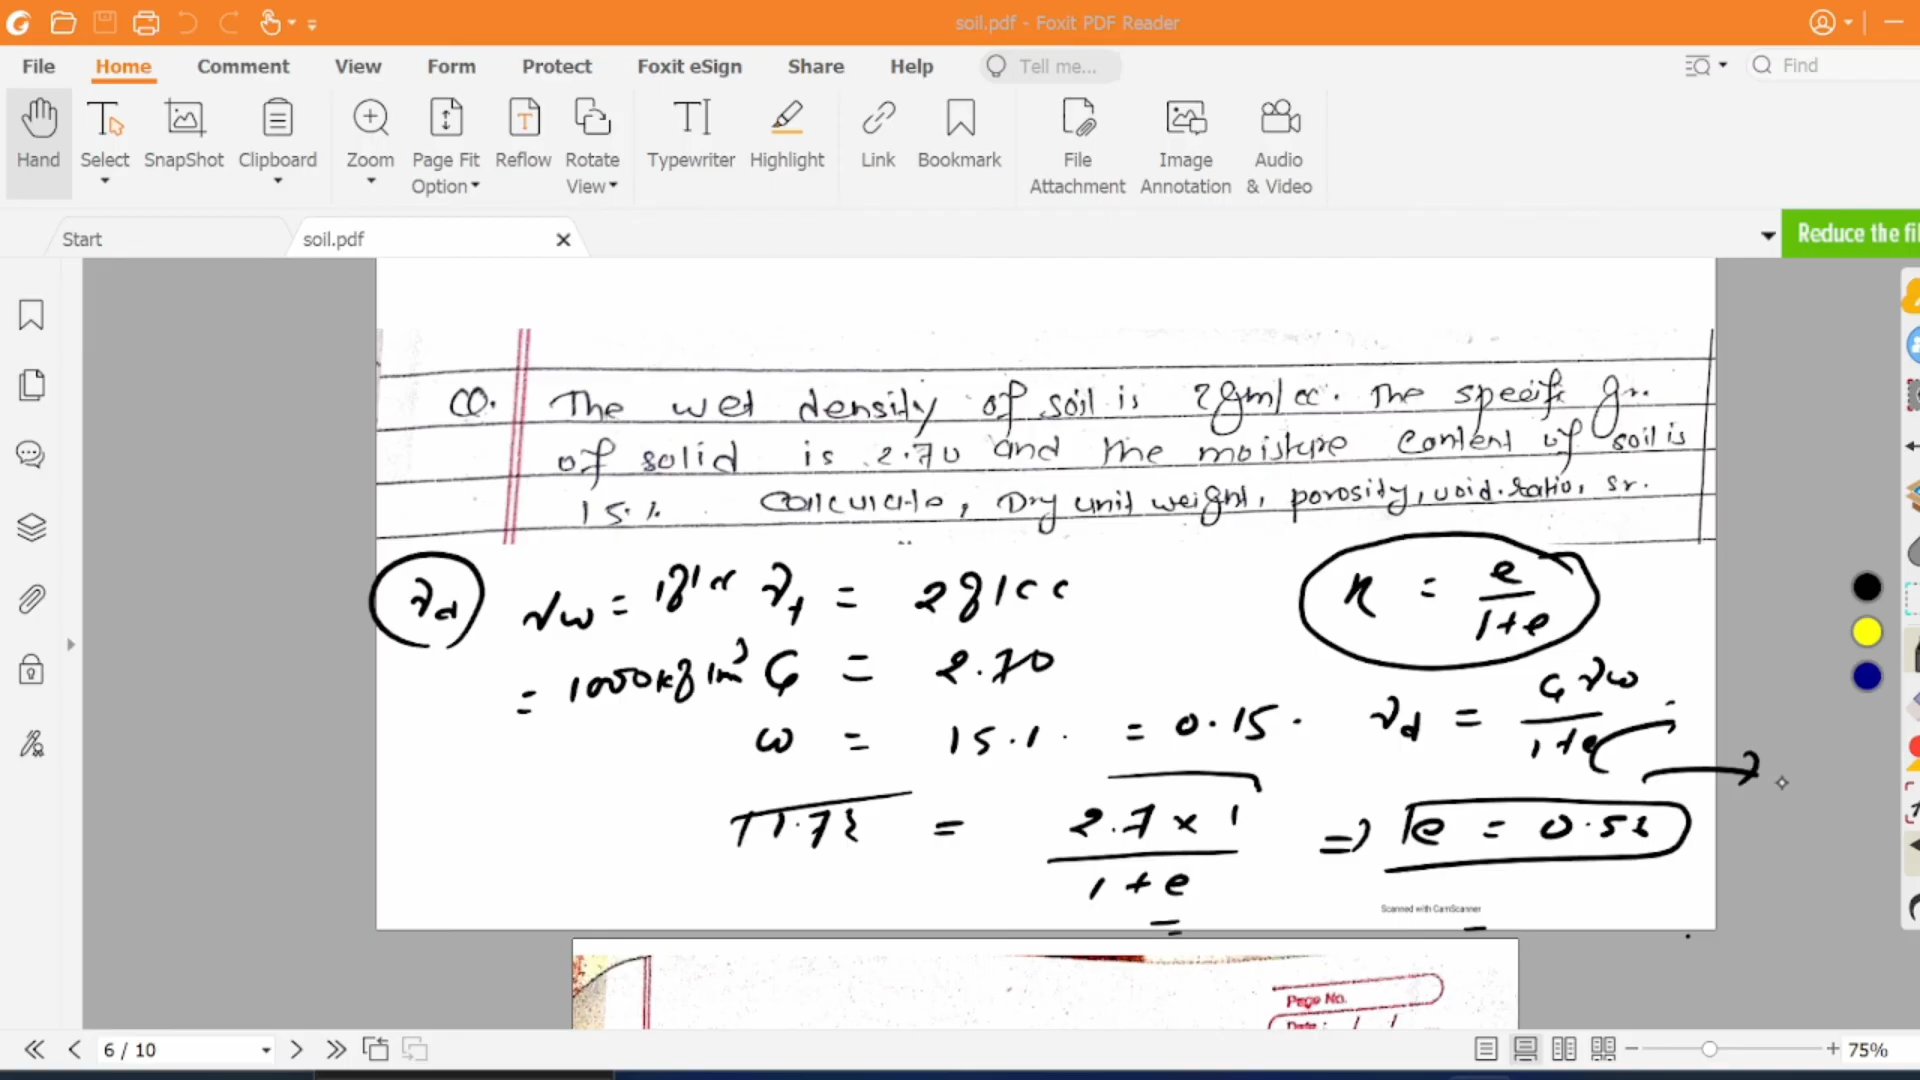 soil.pdf - Foxit PDF Reader
File Home Comment View Form Protect Foxit eSign Share Help Tell me... Find
Hand Select SnapShot Clipboard Zoom Page Fit Option Reflow Rotate View Typewriter Highlight Link Bookmark File Attachment Image Annotation Audio & Video
Start soil.pdf Reduce the fil
The wet density of soil is 2gm/cc. The specifi gr.
of solid is 2.70 and the moisture content of soil is
15.%. Calculate, Dry unit weight, porosity, void.ratio, Sr.
γd γw = 1g/cc γt = 2g/cc n = e/1+e
= 1000kg/m³ G = 2.70
ω = 15.%. = 0.15. γd = Gγw/1+e
= 2.7 × 1/1+e ⇒ e =
Scanned with CamScanner
Page No.
Date: / /
6 / 10 75%